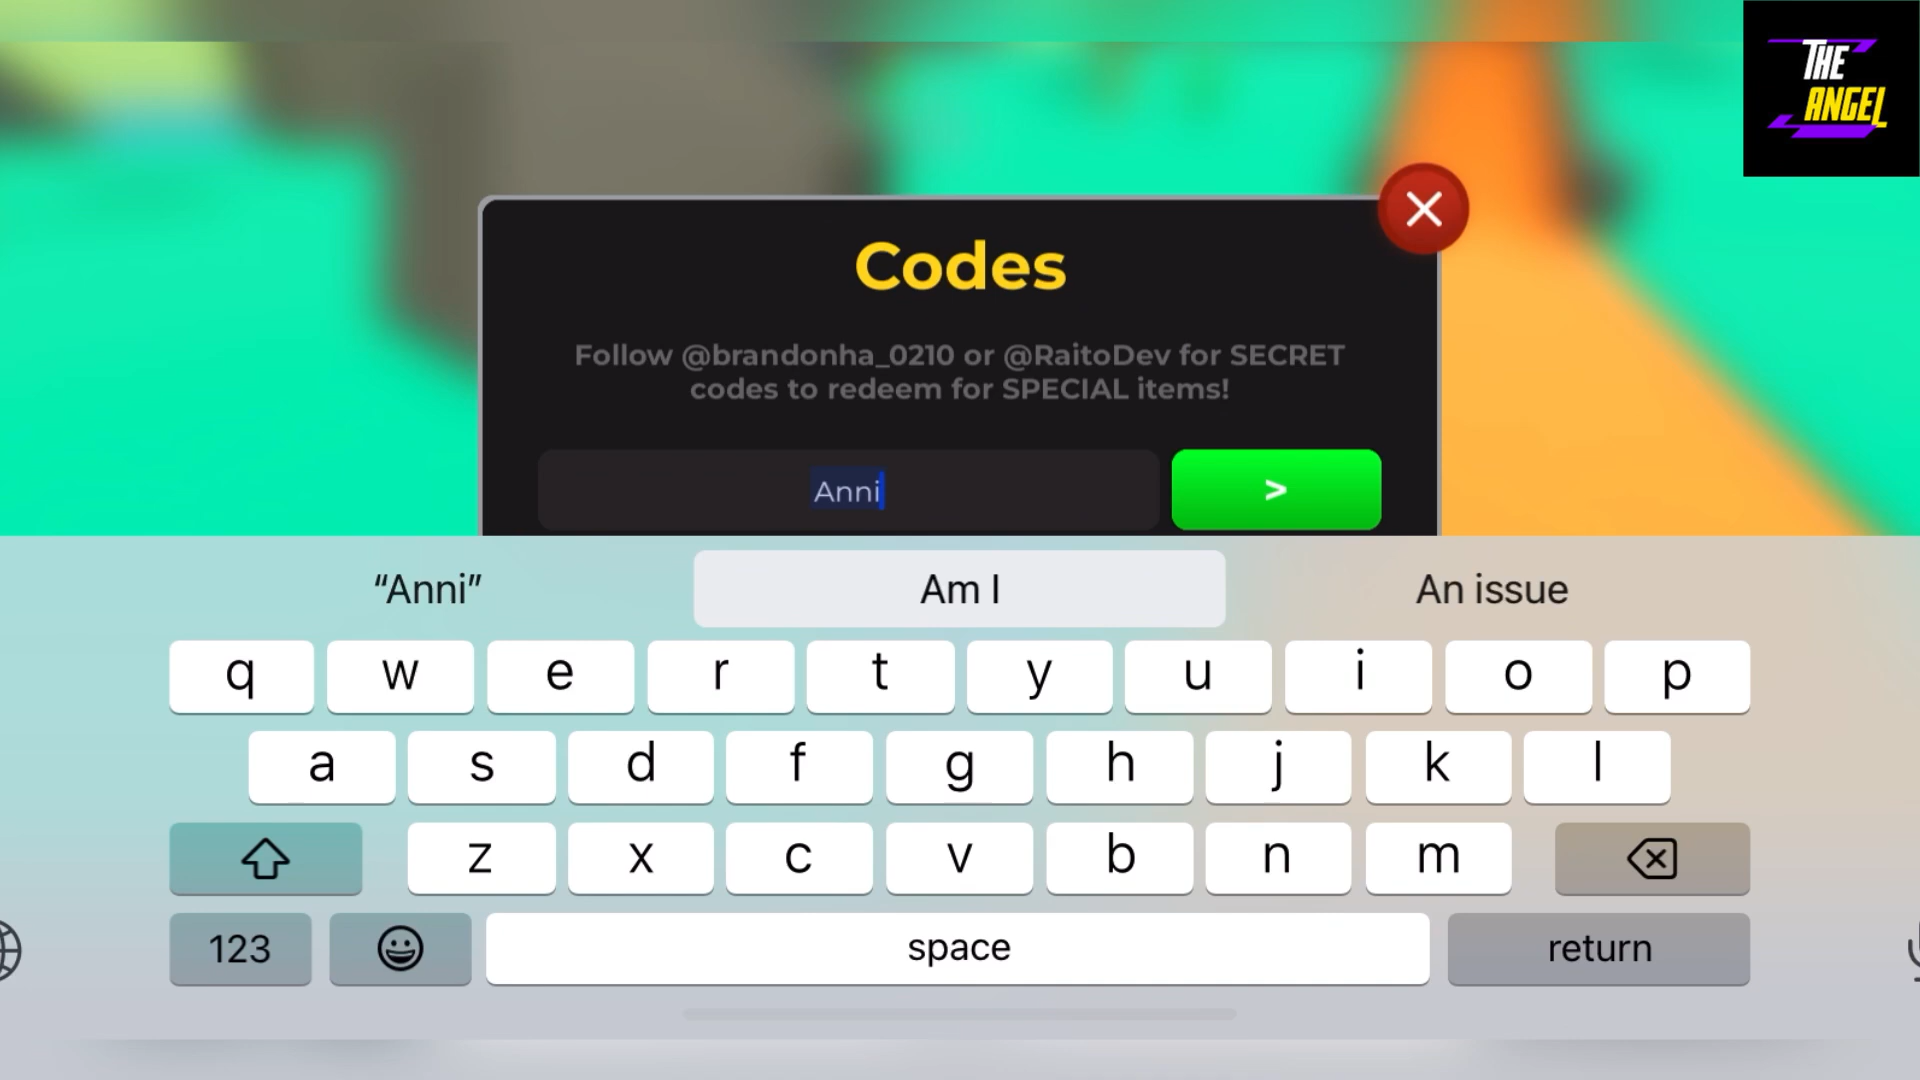 THE
ANGEL
Codes
Follow @brandonha_0210 or @RaitoDev for SECRET
codes to redeem for SPECIAL items!
Anni
>
“Anni”
Am I
An issue
q w e r t y u i o p
a s d f g h j k l
z x c v b n m
123
space
return